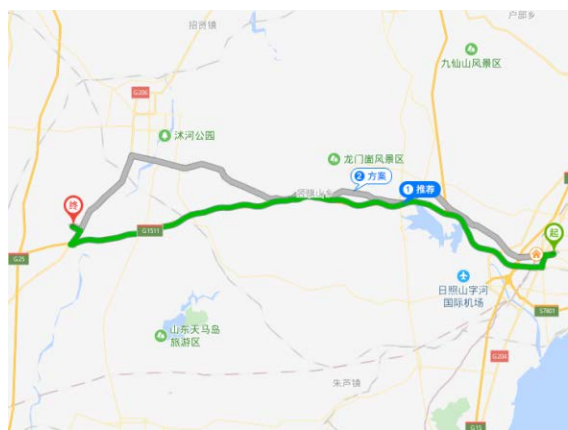 招贤镇
户部乡
九仙山风景区
G206
沭河公园
龙门崮风景区
2 方案
1 推荐
终
起
G1511
G25
日照山字河
国际机场
S7801
山东天马岛
旅游区
G204
朱芦镇
G15